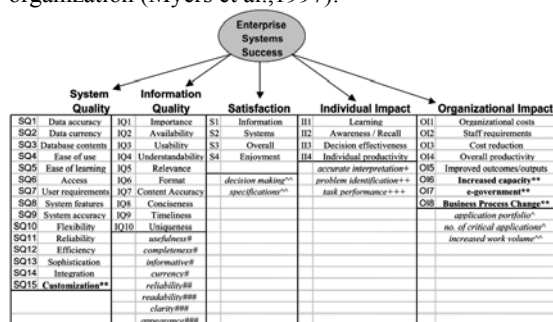 organization (Myers et al.,1997).
Enterprise
Systems
Success
System
Quality
Information
Quality
Satisfaction
Individual Impact
Organizational Impact
SQ1 Data accuracy IQ1 Importance S1 Information II1 Learning OI1 Organizational costs
SQ2 Data currency IQ2 Availability S2 Systems II2 Awareness / Recall OI2 Staff requirements
SQ3 Database contents IQ3 Usability S3 Overall II3 Decision effectiveness OI3 Cost reduction
SQ4 Ease of use IQ4 Understandability S4 Enjoyment II4 Individual productivity OI4 Overall productivity
SQ5 Ease of learning IQ5 Relevance accurate interpretation+ OI5 Improved outcomes/outputs
SQ6 Access IQ6 Format decision making^^ problem identification++ OI6 Increased capacity**
SQ7 User requirements IQ7 Content Accuracy specifications^^ task performance+++ OI7 e-government**
SQ8 System features IQ8 Conciseness OI8 Business Process Change**
SQ9 System accuracy IQ9 Timeliness application portfolio^
SQ10 Flexibility IQ10 Uniqueness no. of critical applications^
SQ11 Reliability usefulness# increased work volume^^
SQ12 Efficiency completeness#
SQ13 Sophistication informative#
SQ14 Integration currency#
SQ15 Customization** reliability##
readability###
clarity###
appearance###